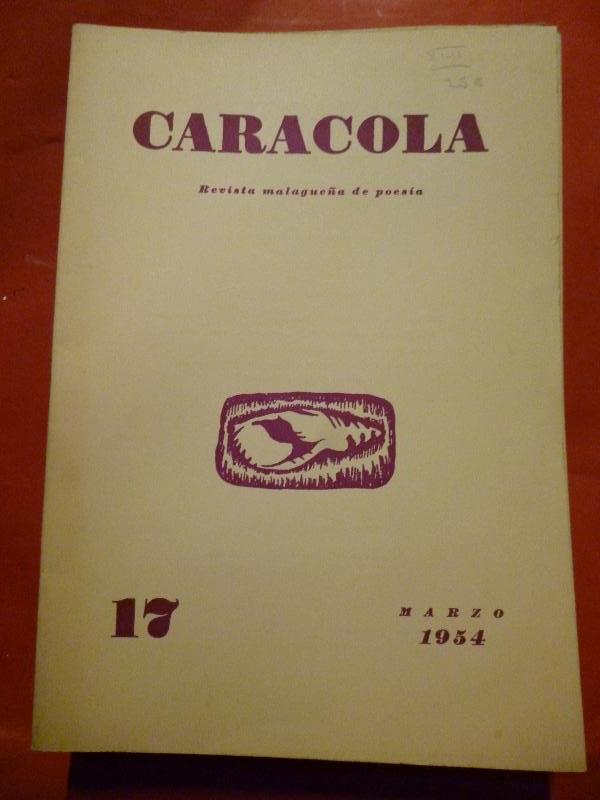 CARACOLA
Revista malagueña de poesía
17
MARZO
1954